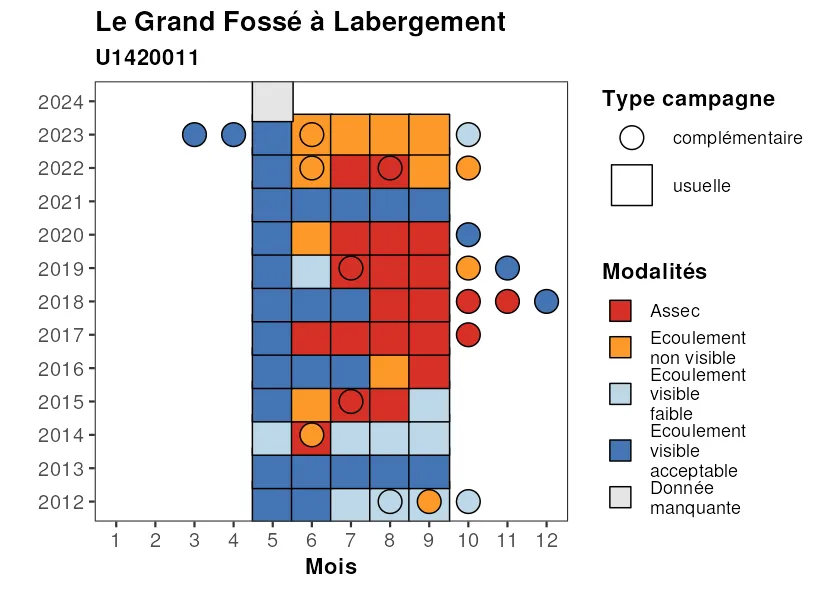 Le Grand Fossé à Labergement
U1420011
2024
2023
2022
2021
2020
2019
2018
2017
2016
2015
2014
2013
2012
1 2 3 4 5 6 7 8 9 10 11 12
Mois
Type campagne
complémentaire
usuelle
Modalités
Assec
Ecoulement
non visible
Ecoulement
visible
faible
Ecoulement
visible
acceptable
Donnée
manquante